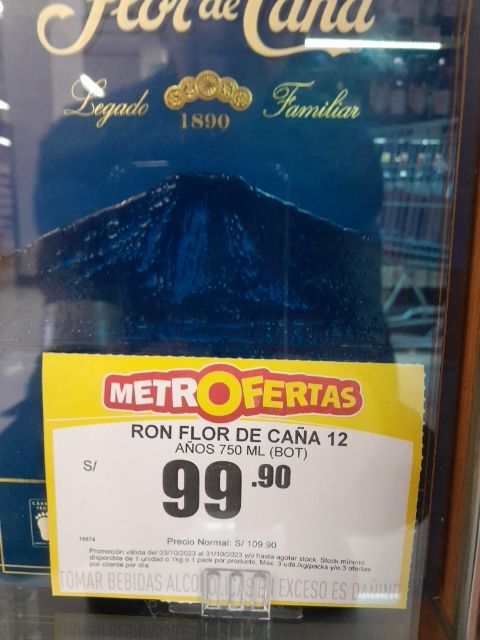 Flor de Caña
Legado Familiar
1890
METROFERTAS
RON FLOR DE CAÑA 12
AÑOS 750 ML (BOT)
S/ 99.90
Precio Normal: S/ 109.90
Promoción válida del 03/10/2023 al 31/10/2023 y/o hasta agotar stock. Stock mínimo
disponible de 1 unidad o 1kg o 1 pack por producto. Max. 3 uds./kg/packs y/o 3 ofertas
por cliente por día.
TOMAR BEBIDAS ALCOHÓLICAS EN EXCESO ES DAÑINO